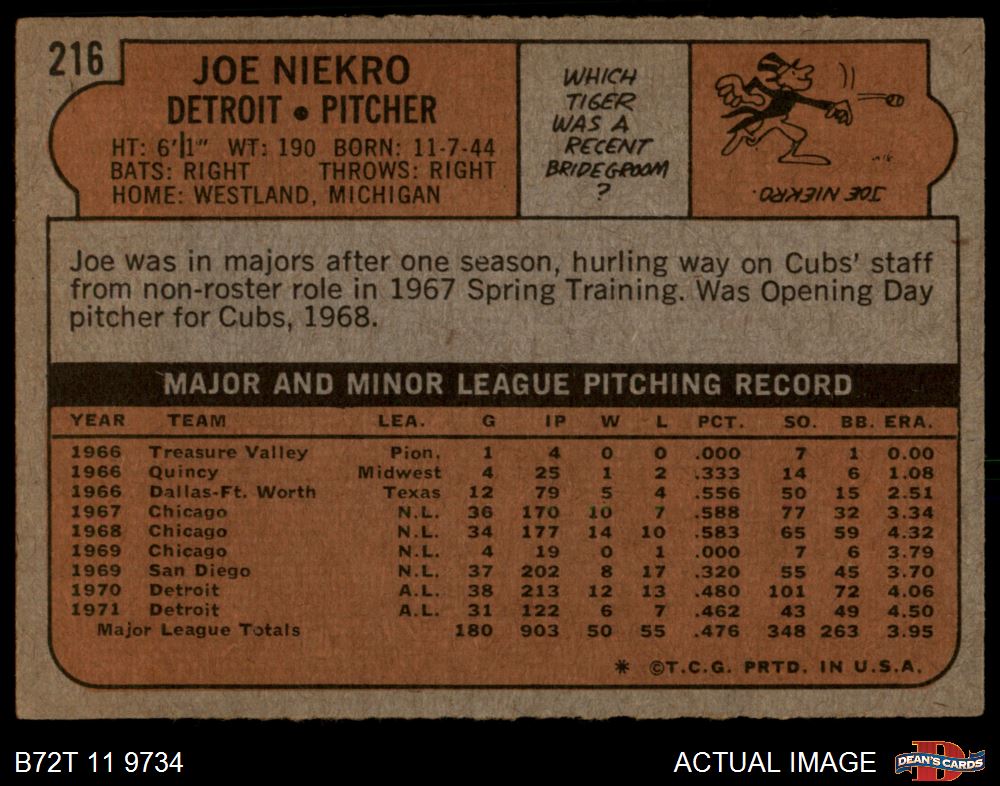 216
JOE NIEKRO
DETROIT • PITCHER
HT: 6'1" WT: 190 BORN: 11-7-44
BATS: RIGHT THROWS: RIGHT
HOME: WESTLAND, MICHIGAN
WHICH
TIGER
WAS A
RECENT
BRIDEGROOM
?
JOE NIEKRO.
Joe was in majors after one season, hurling way on Cubs' staff
from non-roster role in 1967 Spring Training. Was Opening Day
pitcher for Cubs, 1968.
MAJOR AND MINOR LEAGUE PITCHING RECORD
YEAR TEAM LEA. G IP W L PCT. SO. BB. ERA.
1966 Treasure Valley Pion. 1 4 0 0 .000 7 1 0.00
1966 Quincy Midwest 4 25 1 2 .333 14 6 1.08
1966 Dallas-Ft. Worth Texas 12 79 5 4 .556 50 15 2.51
1967 Chicago N.L. 36 170 10 7 .588 77 32 3.34
1968 Chicago N.L. 34 177 14 10 .583 65 59 4.32
1969 Chicago N.L. 4 19 0 1 .000 7 6 3.79
1969 San Diego N.L. 37 202 8 17 .320 55 45 3.70
1970 Detroit A.L. 38 213 12 13 .480 101 72 4.06
1971 Detroit A.L. 31 122 6 7 .462 43 49 4.50
Major League Totals 180 903 50 55 .476 348 263 3.95
* ©T.C.G. PRTD. IN U.S.A.
B72T 11 9734
ACTUAL IMAGE
DEAN'S CARDS